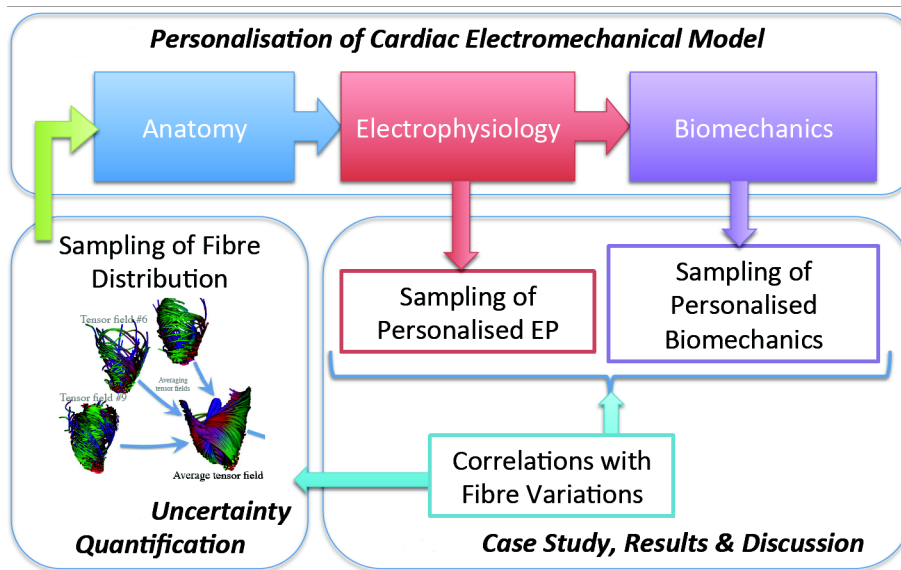 Personalisation of Cardiac Electromechanical Model
Anatomy
Electrophysiology
Biomechanics
Sampling of Fibre
Distribution
Tensor field #6
Tensor field #9
Averaging
tensor fields
Average tensor field
Uncertainty
Quantification
Sampling of
Personalised EP
Sampling of
Personalised
Biomechanics
Correlations with
Fibre Variations
Case Study, Results & Discussion